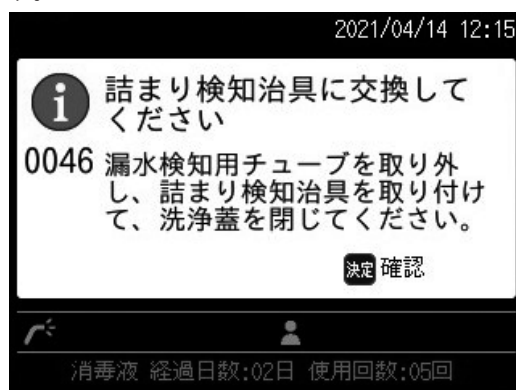 2021/04/14 12:15
詰まり検知治具に交換して
ください
0046 漏水検知用チューブを取り外
し、詰まり検知治具を取り付け
て、洗浄蓋を閉じてください。
決定 確認
消毒液 経過日数:02日 使用回数:05回